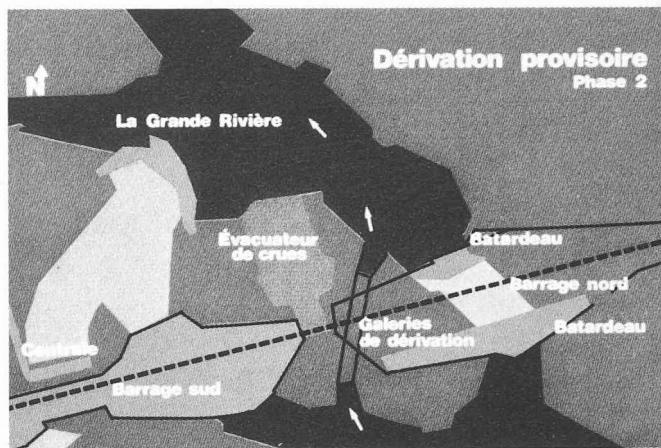 Dérivation provisoire
Phase 2
N
La Grande Rivière
Évacuateur
de crues
Batardeau
Barrage nord
Galeries
de dérivation
Batardeau
Centrale
Barrage sud